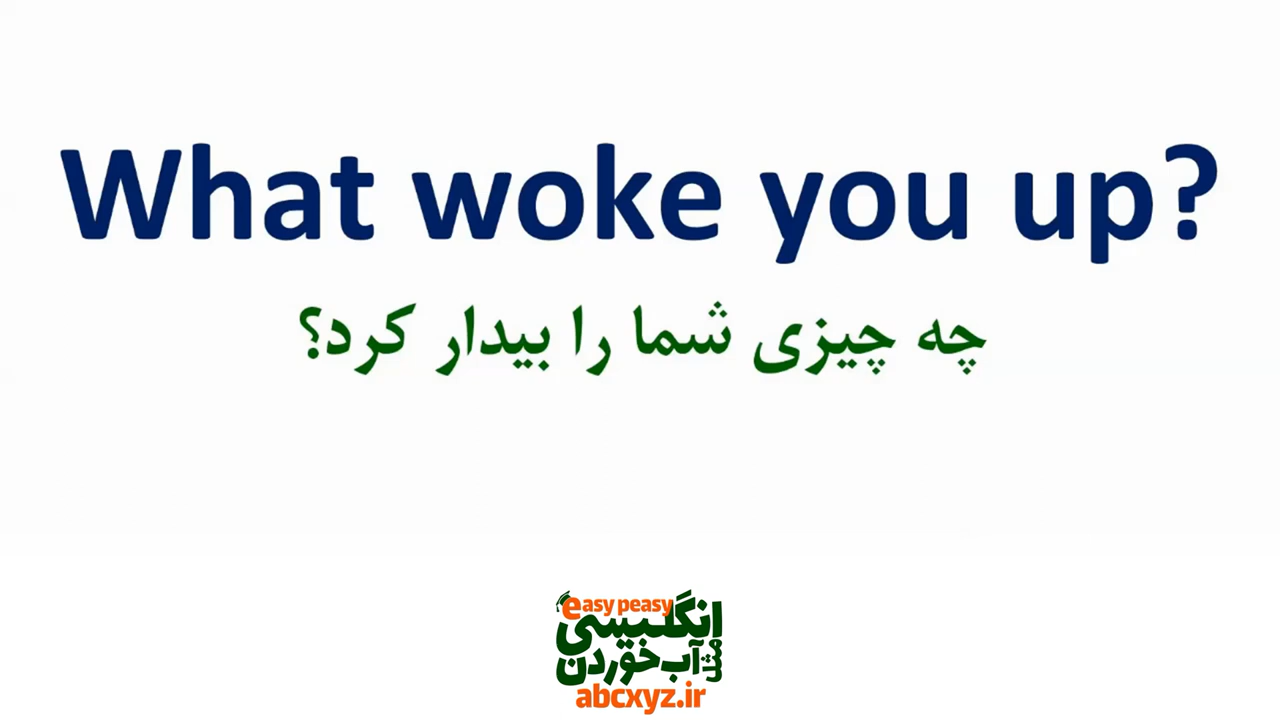 What woke you up?
چه چیزی شما را بیدار کرد؟
easy peasy
انگلیسی
مثل آب خوردن
abcxyz.ir